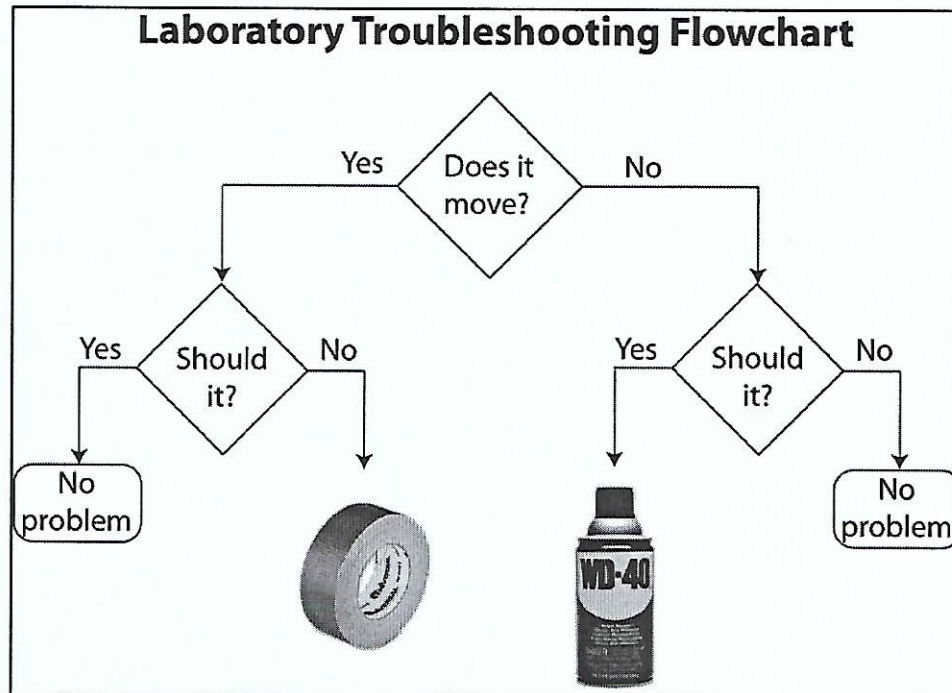 Laboratory Troubleshooting Flowchart
Does it
move?
Yes
No
Should
it?
Yes
No
Should
it?
Yes
No
No
problem
No
problem
WD-40